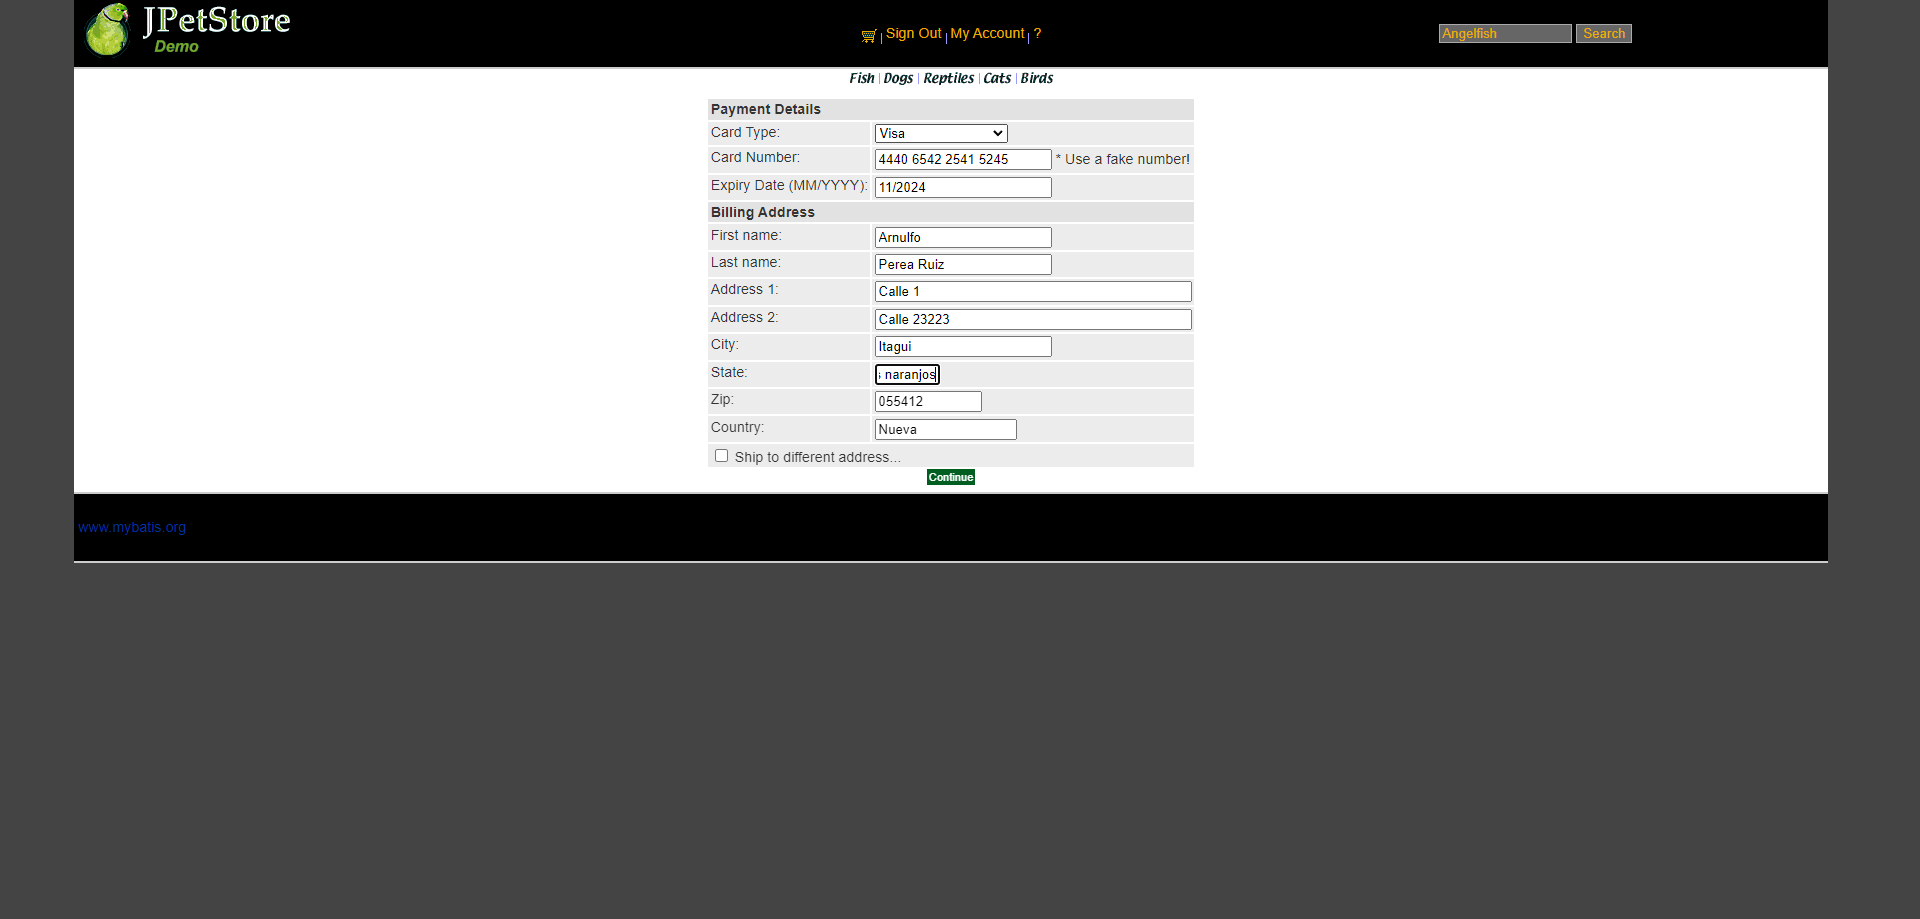 JPetStore
Demo
Sign Out | My Account | ?
Angelfish Search
Fish | Dogs | Reptiles | Cats | Birds
Payment Details
Card Type: Visa
Card Number: 4440 6542 2541 5245 * Use a fake number!
Expiry Date (MM/YYYY): 11/2024
Billing Address
First name: Arnulfo
Last name: Perea Ruiz
Address 1: Calle 1
Address 2: Calle 23223
City: Itagui
State: naranjos
Zip: 055412
Country: Nueva
Ship to different address...
Continue
www.mybatis.org